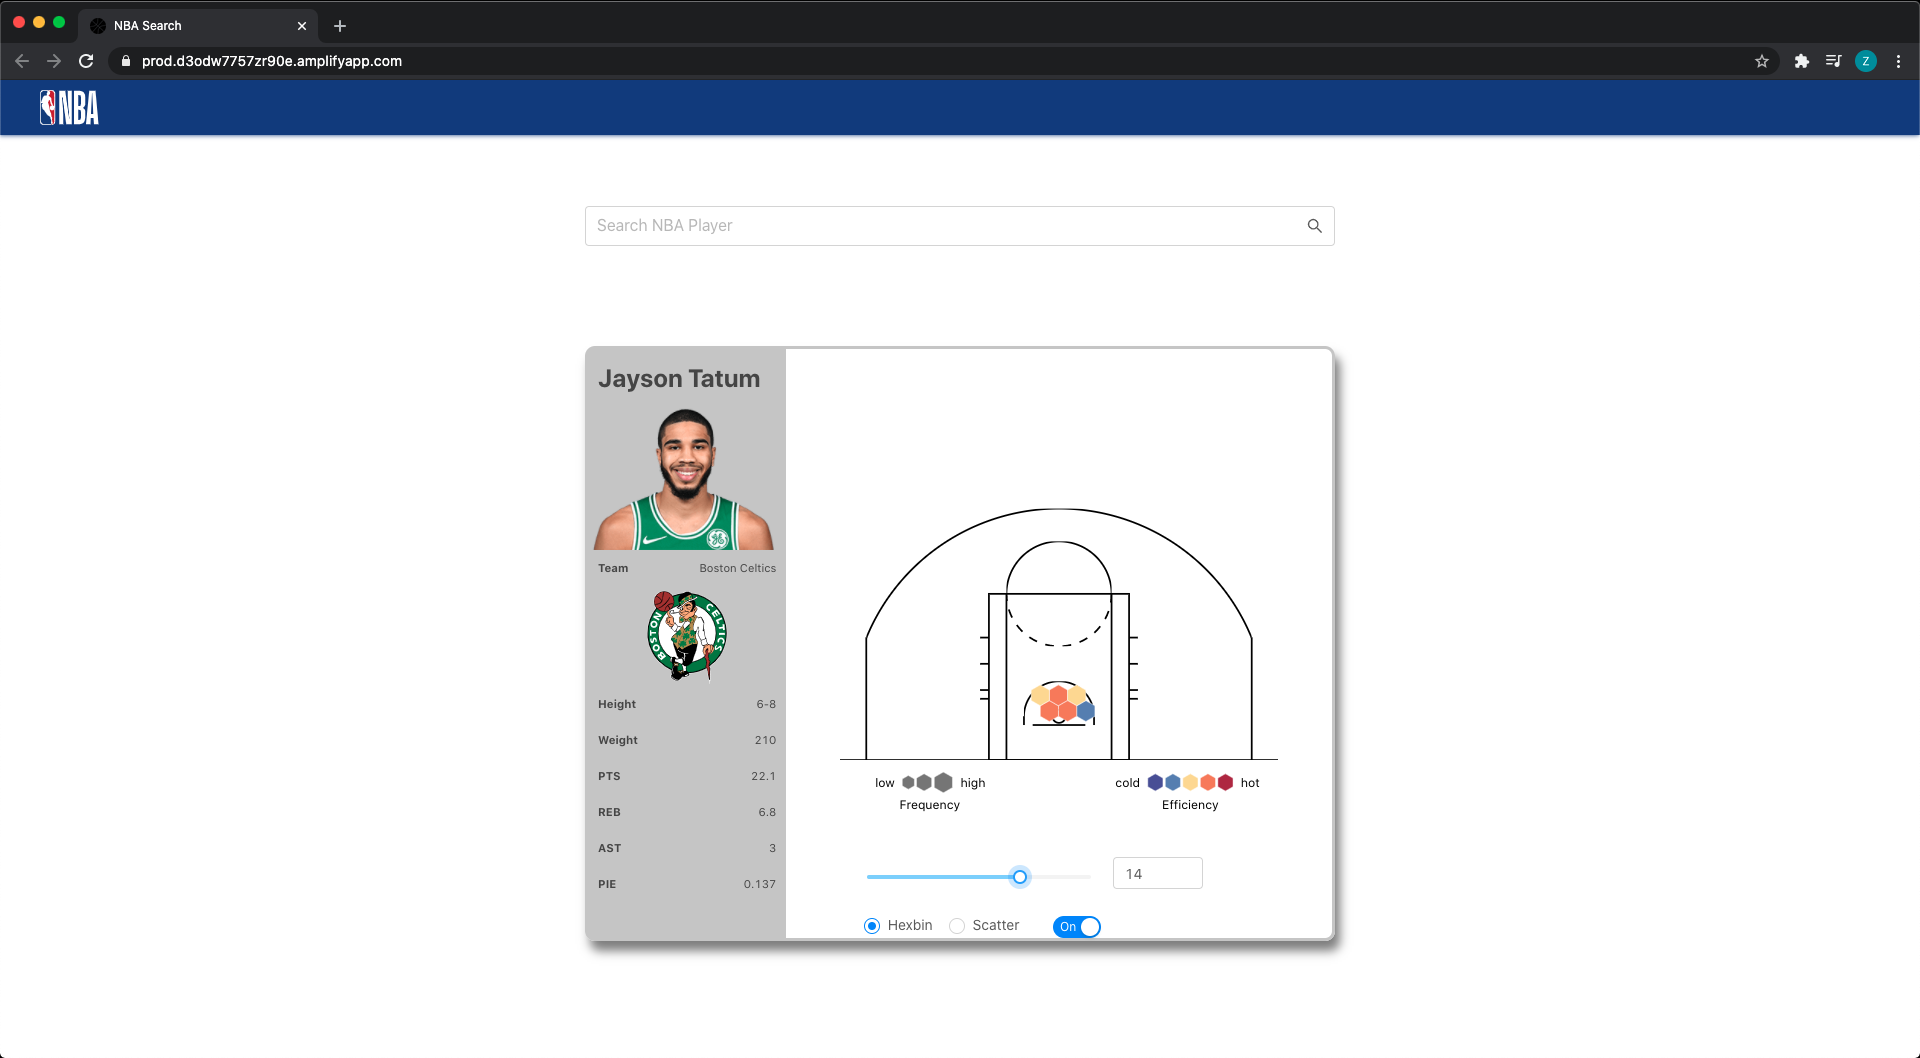 NBA Search
prod.d3odw7757zr90e.amplifyapp.com
Z
NBA
Search NBA Player
Jayson Tatum
Team Boston Celtics
BOSTON CELTICS
Height 6-8
Weight 210
PTS 22.1
REB 6.8
AST 3
PIE 0.137
low high
Frequency
cold hot
Efficiency
14
Hexbin Scatter On